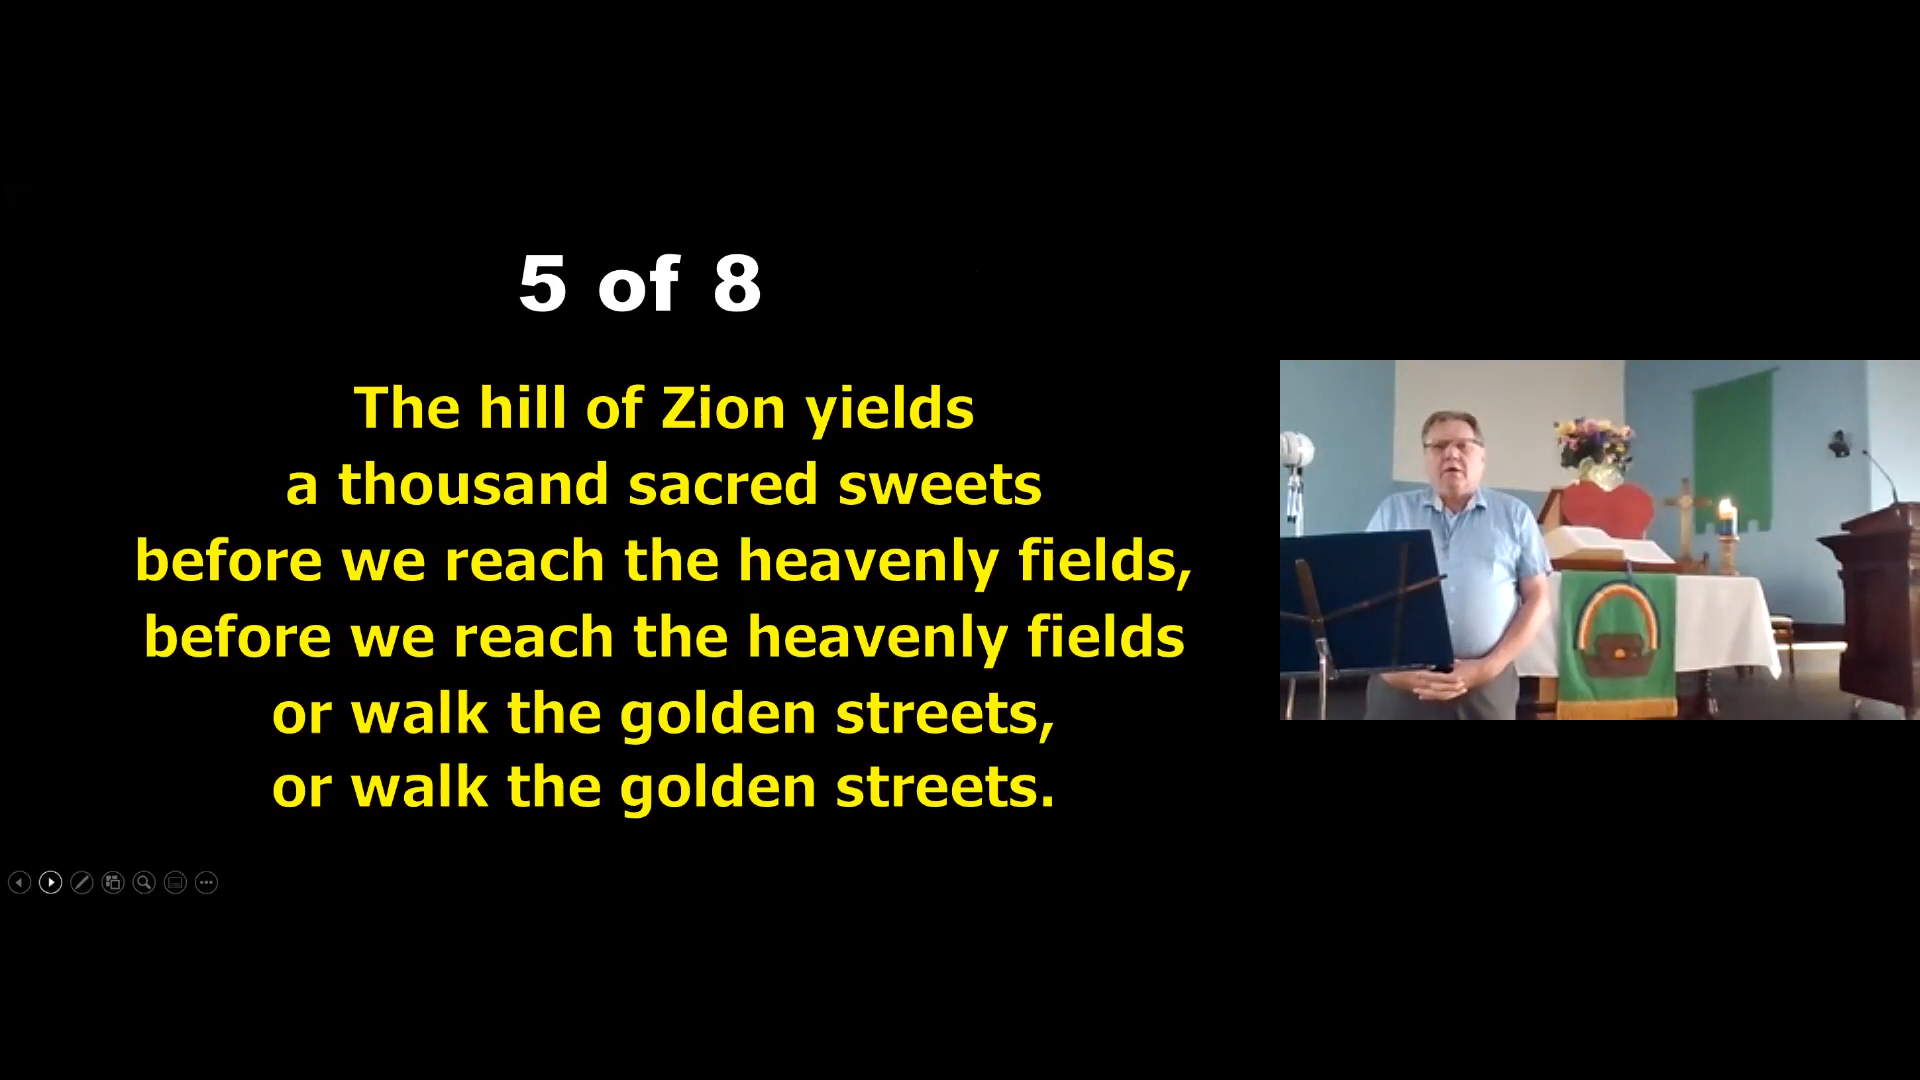 5 of 8
The hill of Zion yields
a thousand sacred sweets
before we reach the heavenly fields,
before we reach the heavenly fields
or walk the golden streets,
or walk the golden streets.